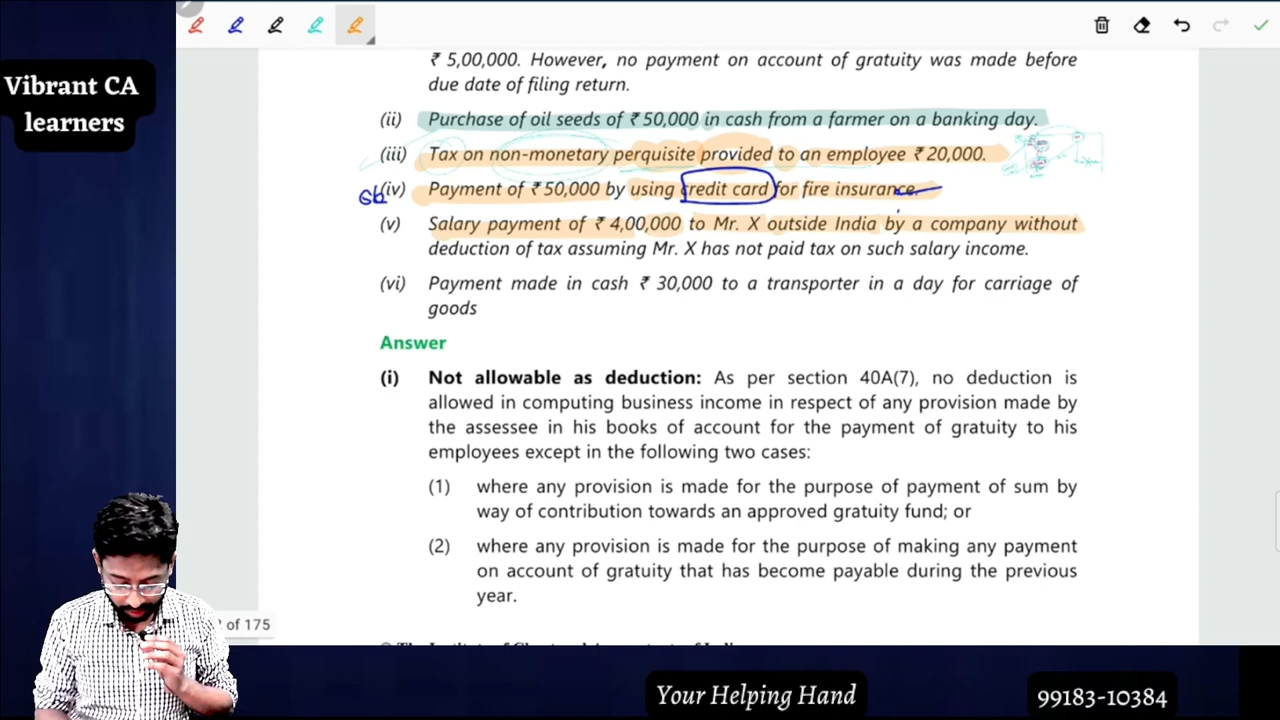 Vibrant CA
learners
₹ 5,00,000. However, no payment on account of gratuity was made before
due date of filing return.
(ii) Purchase of oil seeds of ₹ 50,000 in cash from a farmer on a banking day.
(iii) Tax on non-monetary perquisite provided to an employee ₹ 20,000.
(iv) Payment of ₹ 50,000 by using credit card for fire insurance.
(v) Salary payment of ₹ 4,00,000 to Mr. X outside India by a company without
deduction of tax assuming Mr. X has not paid tax on such salary income.
(vi) Payment made in cash ₹ 30,000 to a transporter in a day for carriage of
goods
Answer
(i) Not allowable as deduction: As per section 40A(7), no deduction is
allowed in computing business income in respect of any provision made by
the assessee in his books of account for the payment of gratuity to his
employees except in the following two cases:
(1) where any provision is made for the purpose of payment of sum by
way of contribution towards an approved gratuity fund; or
(2) where any provision is made for the purpose of making any payment
on account of gratuity that has become payable during the previous
year.
of 175
Your Helping Hand
99183-10384